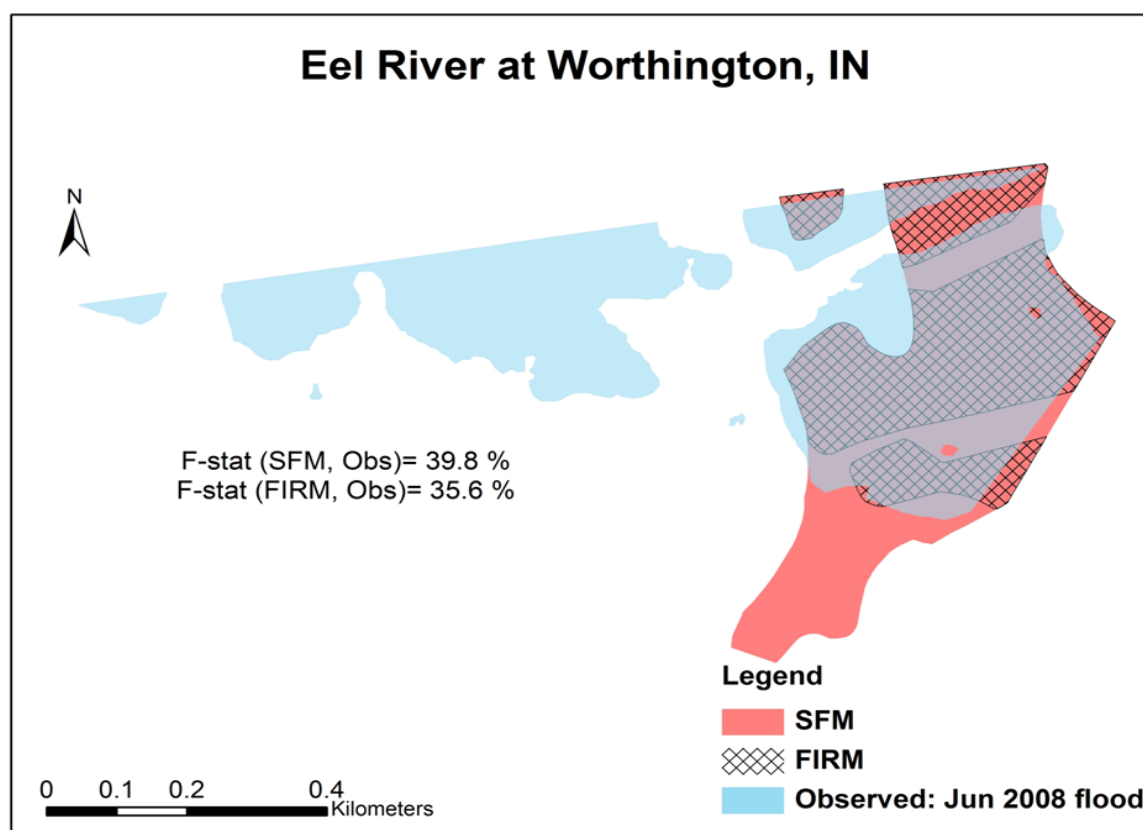 Eel River at Worthington, IN
N
F-stat (SFM, Obs)= 39.8 %
F-stat (FIRM, Obs)= 35.6 %
Legend
SFM
FIRM
Observed: Jun 2008 flood
0 0.1 0.2 0.4
Kilometers